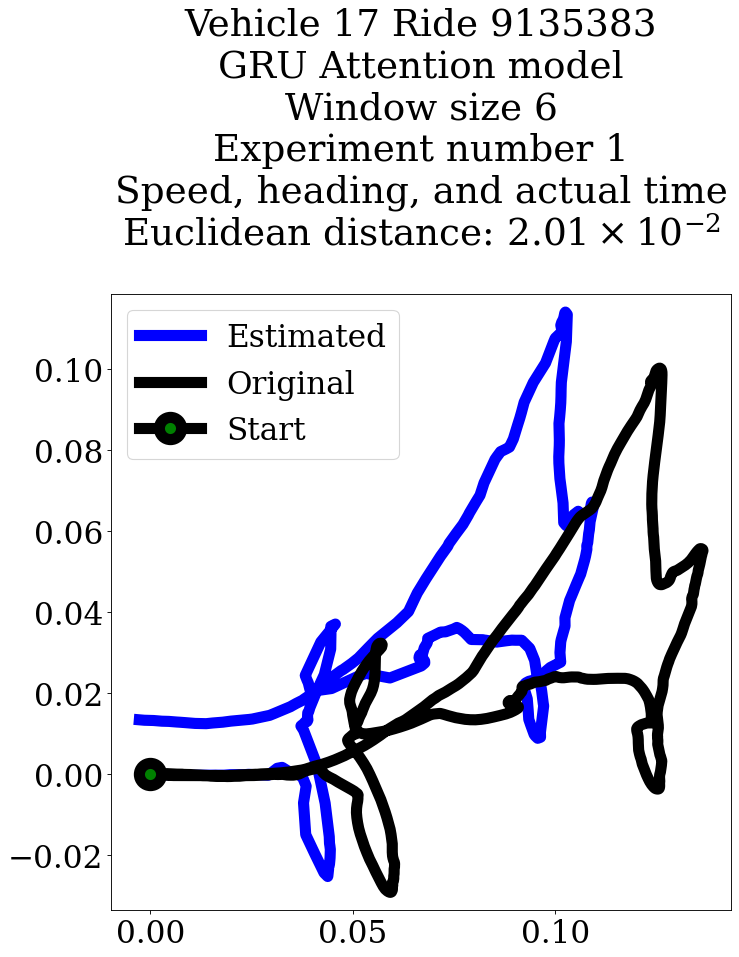 Vehicle 17 Ride 9135383
GRU Attention model
Window size 6
Experiment number 1
Speed, heading, and actual time
Euclidean distance: 2.01 × 10⁻²
Estimated
Original
Start
0.10
0.08
0.06
0.04
0.02
0.00
−0.02
0.00 0.05 0.10